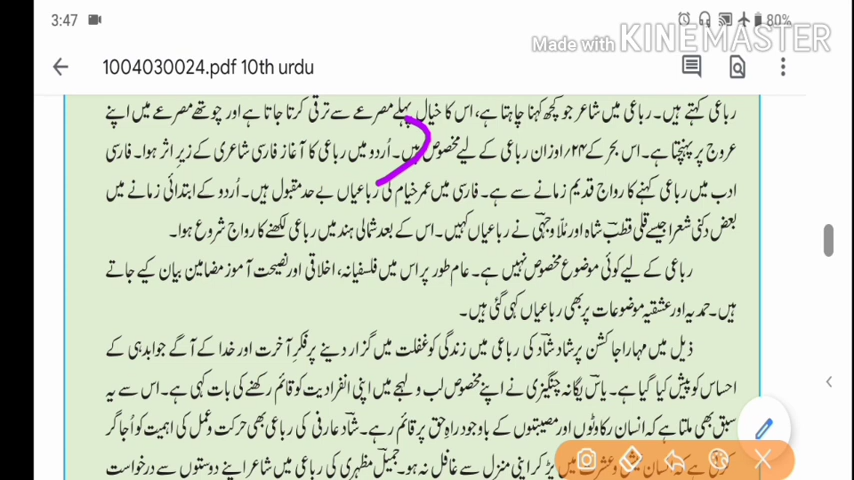 3:47
80%
Made with KINEMASTER
1004030024.pdf 10th urdu
رباعی کہتے ہیں۔ رباعی میں شاعر جو کچھ کہنا چاہتا ہے، اس کا خیال پہلے مصرعے سے ترقی کرتا جاتا ہے اور چوتھے مصرعے میں اپنے
عروج پر پہنچتا ہے۔ اس بحر کے ۲۴؍ اوزان رباعی کے لیے مخصوص ہیں۔ اُردو میں رباعی کا آغاز فارسی شاعری کے زیرِ اثر ہوا۔ فارسی
ادب میں رباعی کہنے کا رواج قدیم زمانے سے ہے۔ فارسی میں عمر خیام کی رباعیاں بے حد مقبول ہیں۔ اُردو کے ابتدائی زمانے میں
بعض دکنی شعرا جیسے قلی قطب شاہ اور ملّا وجہی نے رباعیاں کہیں۔ اس کے بعد شمالی ہند میں رباعی لکھنے کا رواج شروع ہوا۔
رباعی کے لیے کوئی موضوع مخصوص نہیں ہے۔ عام طور پر اس میں فلسفیانہ، اخلاقی اور نصیحت آموز مضامین بیان کیے جاتے
ہیں۔ حمدیہ اور عشقیہ موضوعات پر بھی رباعیاں کہی گئی ہیں۔
ذیل میں مہاراجا کشن پرشاد شاد کی رباعی میں زندگی کو غفلت میں گزار دینے پر فکرِ آخرت اور خدا کے آگے جوابدہی کے
احساس کو پیش کیا گیا ہے۔ یاس یگانہ چنگیزی نے اپنے مخصوص لب و لہجے میں اپنی انفرادیت کو قائم رکھنے کی بات کہی ہے۔ اس سے یہ
سبق بھی ملتا ہے کہ انسان رکاوٹوں اور مصیبتوں کے باوجود راہِ حق پر قائم رہے۔ شاد عارفی کی رباعی بھی حرکت و عمل کی اہمیت کو اُجاگر
کرتی ہے کہ انسان عیش و عشرت میں پڑ کر اپنی منزل سے غافل نہ ہو۔ جمیل مظہری کی رباعی میں شاعر اپنے دوستوں سے درخواست